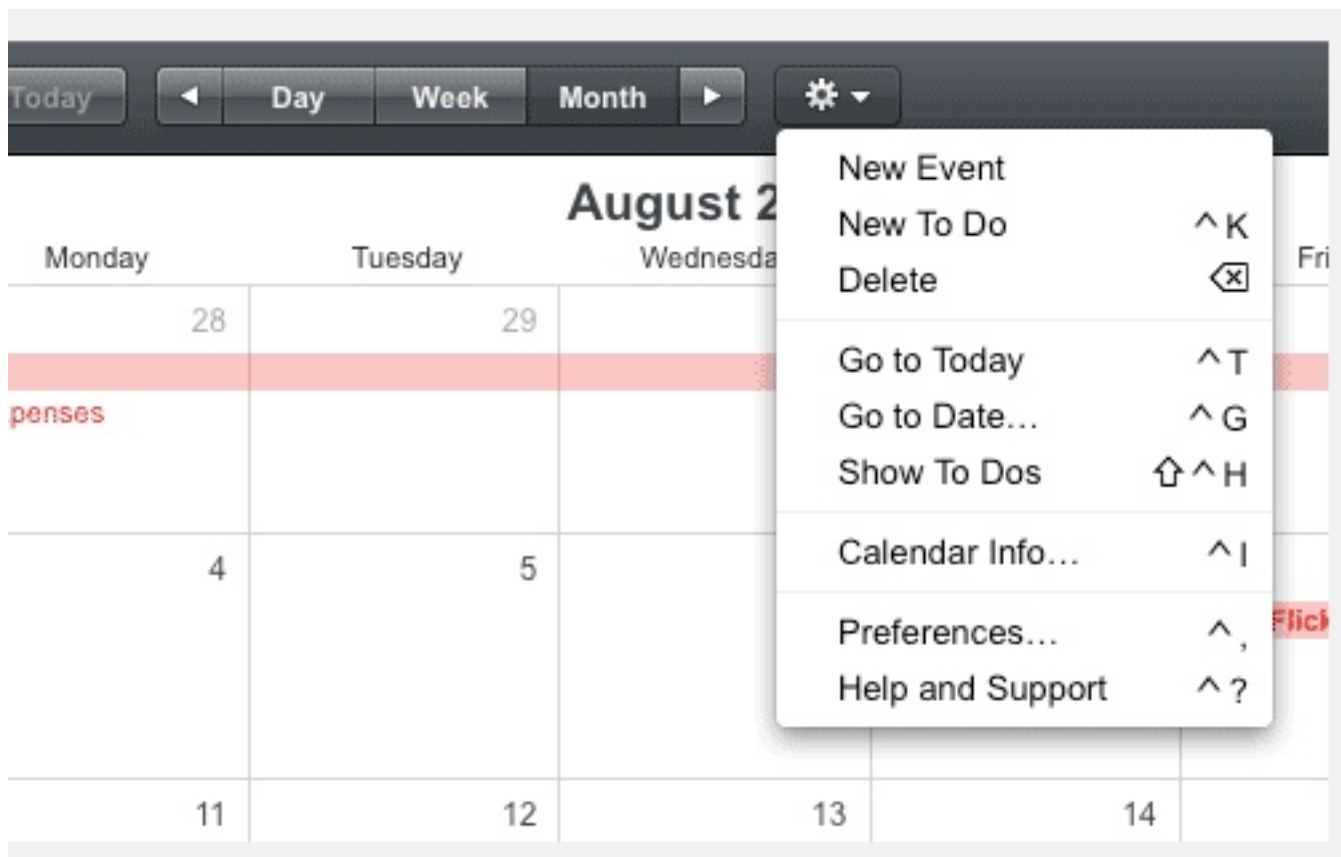 Today Day Week Month
August 2
Monday Tuesday Wednesda Fri
28 29
penses
4 5
Flick
11 12 13 14
New Event
New To Do ^K
Delete ⌫
Go to Today ^T
Go to Date… ^G
Show To Dos ⇧^H
Calendar Info… ^I
Preferences… ^,
Help and Support ^?